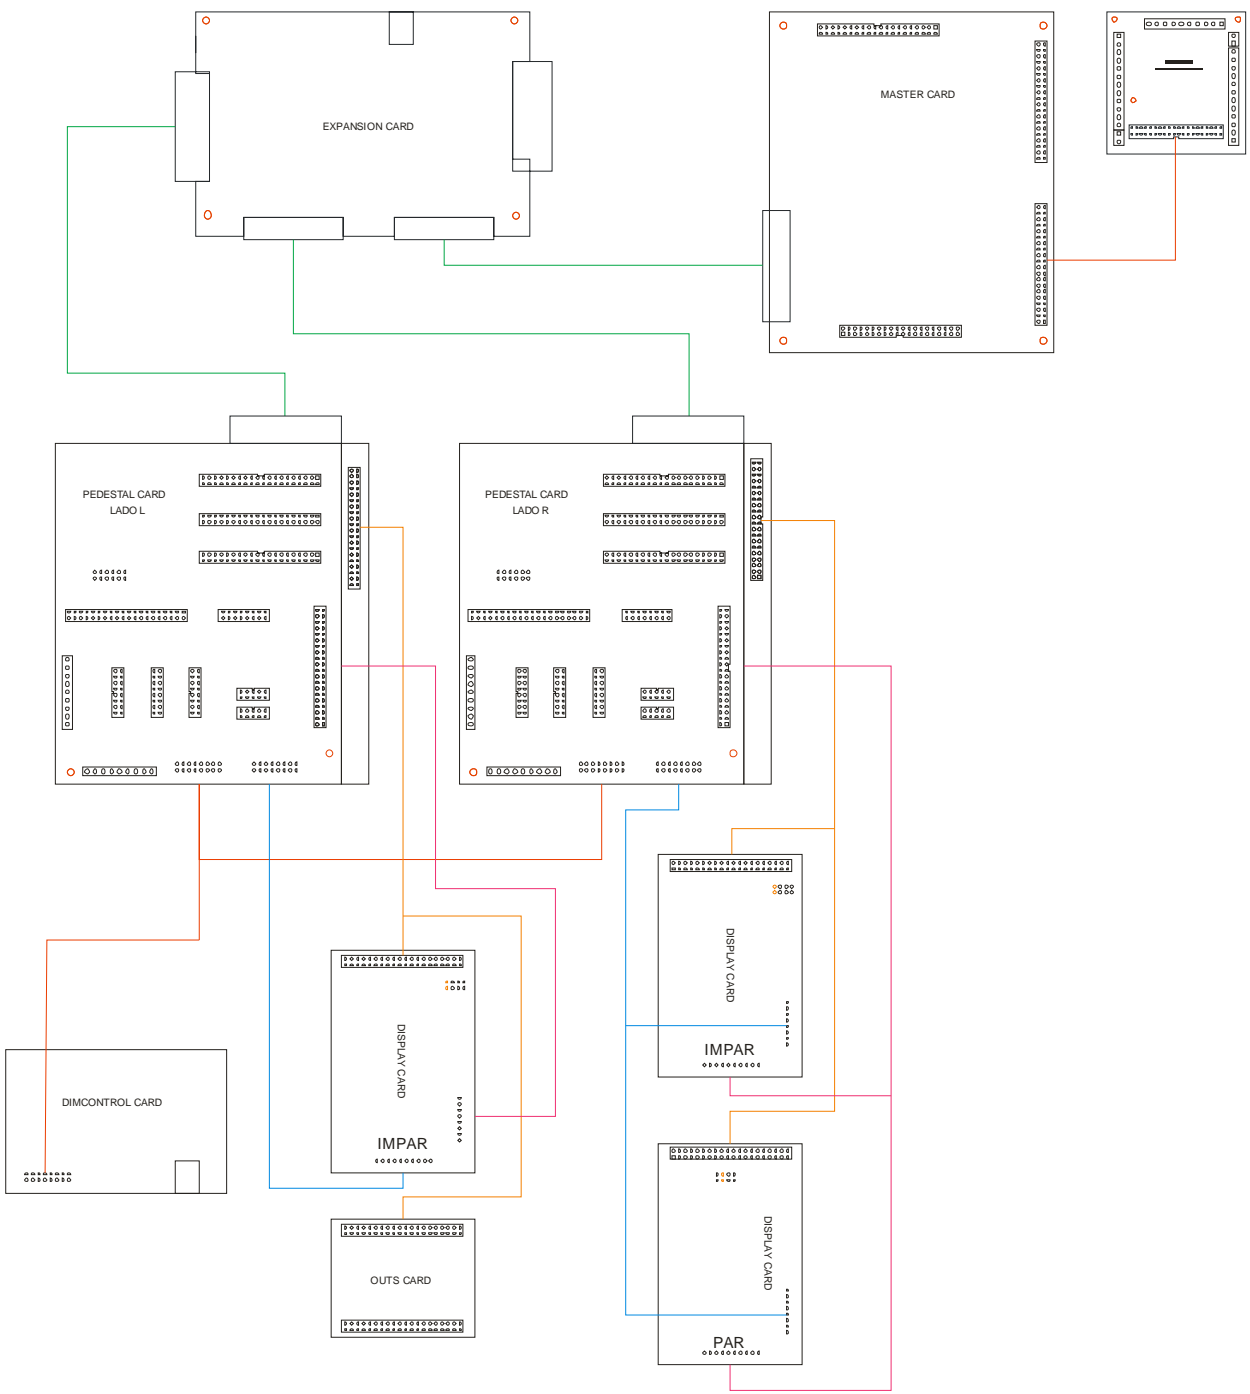 EXPANSION CARD
MASTER CARD
PEDESTAL CARD
LADO L
PEDESTAL CARD
LADO R
DISPLAY CARD
IMPAR
DISPLAY CARD
IMPAR
DIMCONTROL CARD
DISPLAY CARD
PAR
OUTS CARD